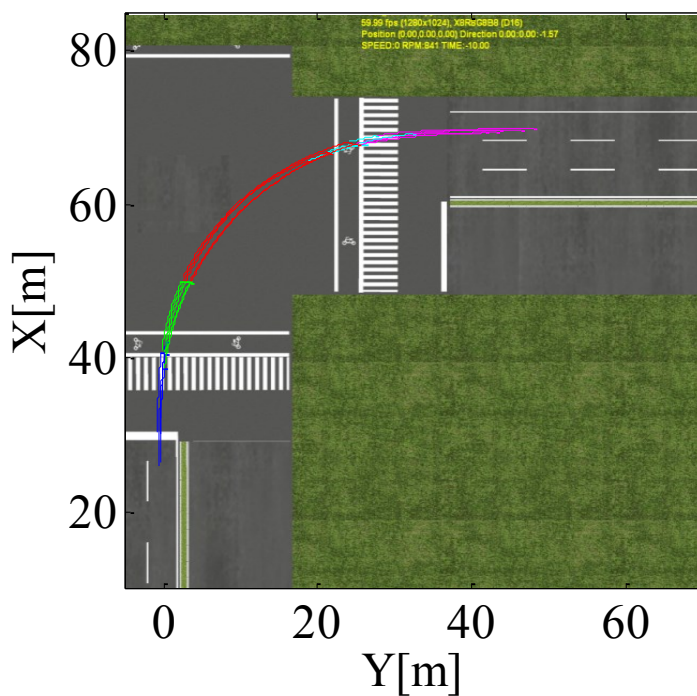 59.99 fps (1280x1024), X8R8G8B8 (D16)
Position (0.00,0.00,0.00) Direction 0.00:0.00:-1.57
SPEED:0 RPM:841 TIME:-10.00
80
60
40
20
X[m]
0 20 40 60
Y[m]